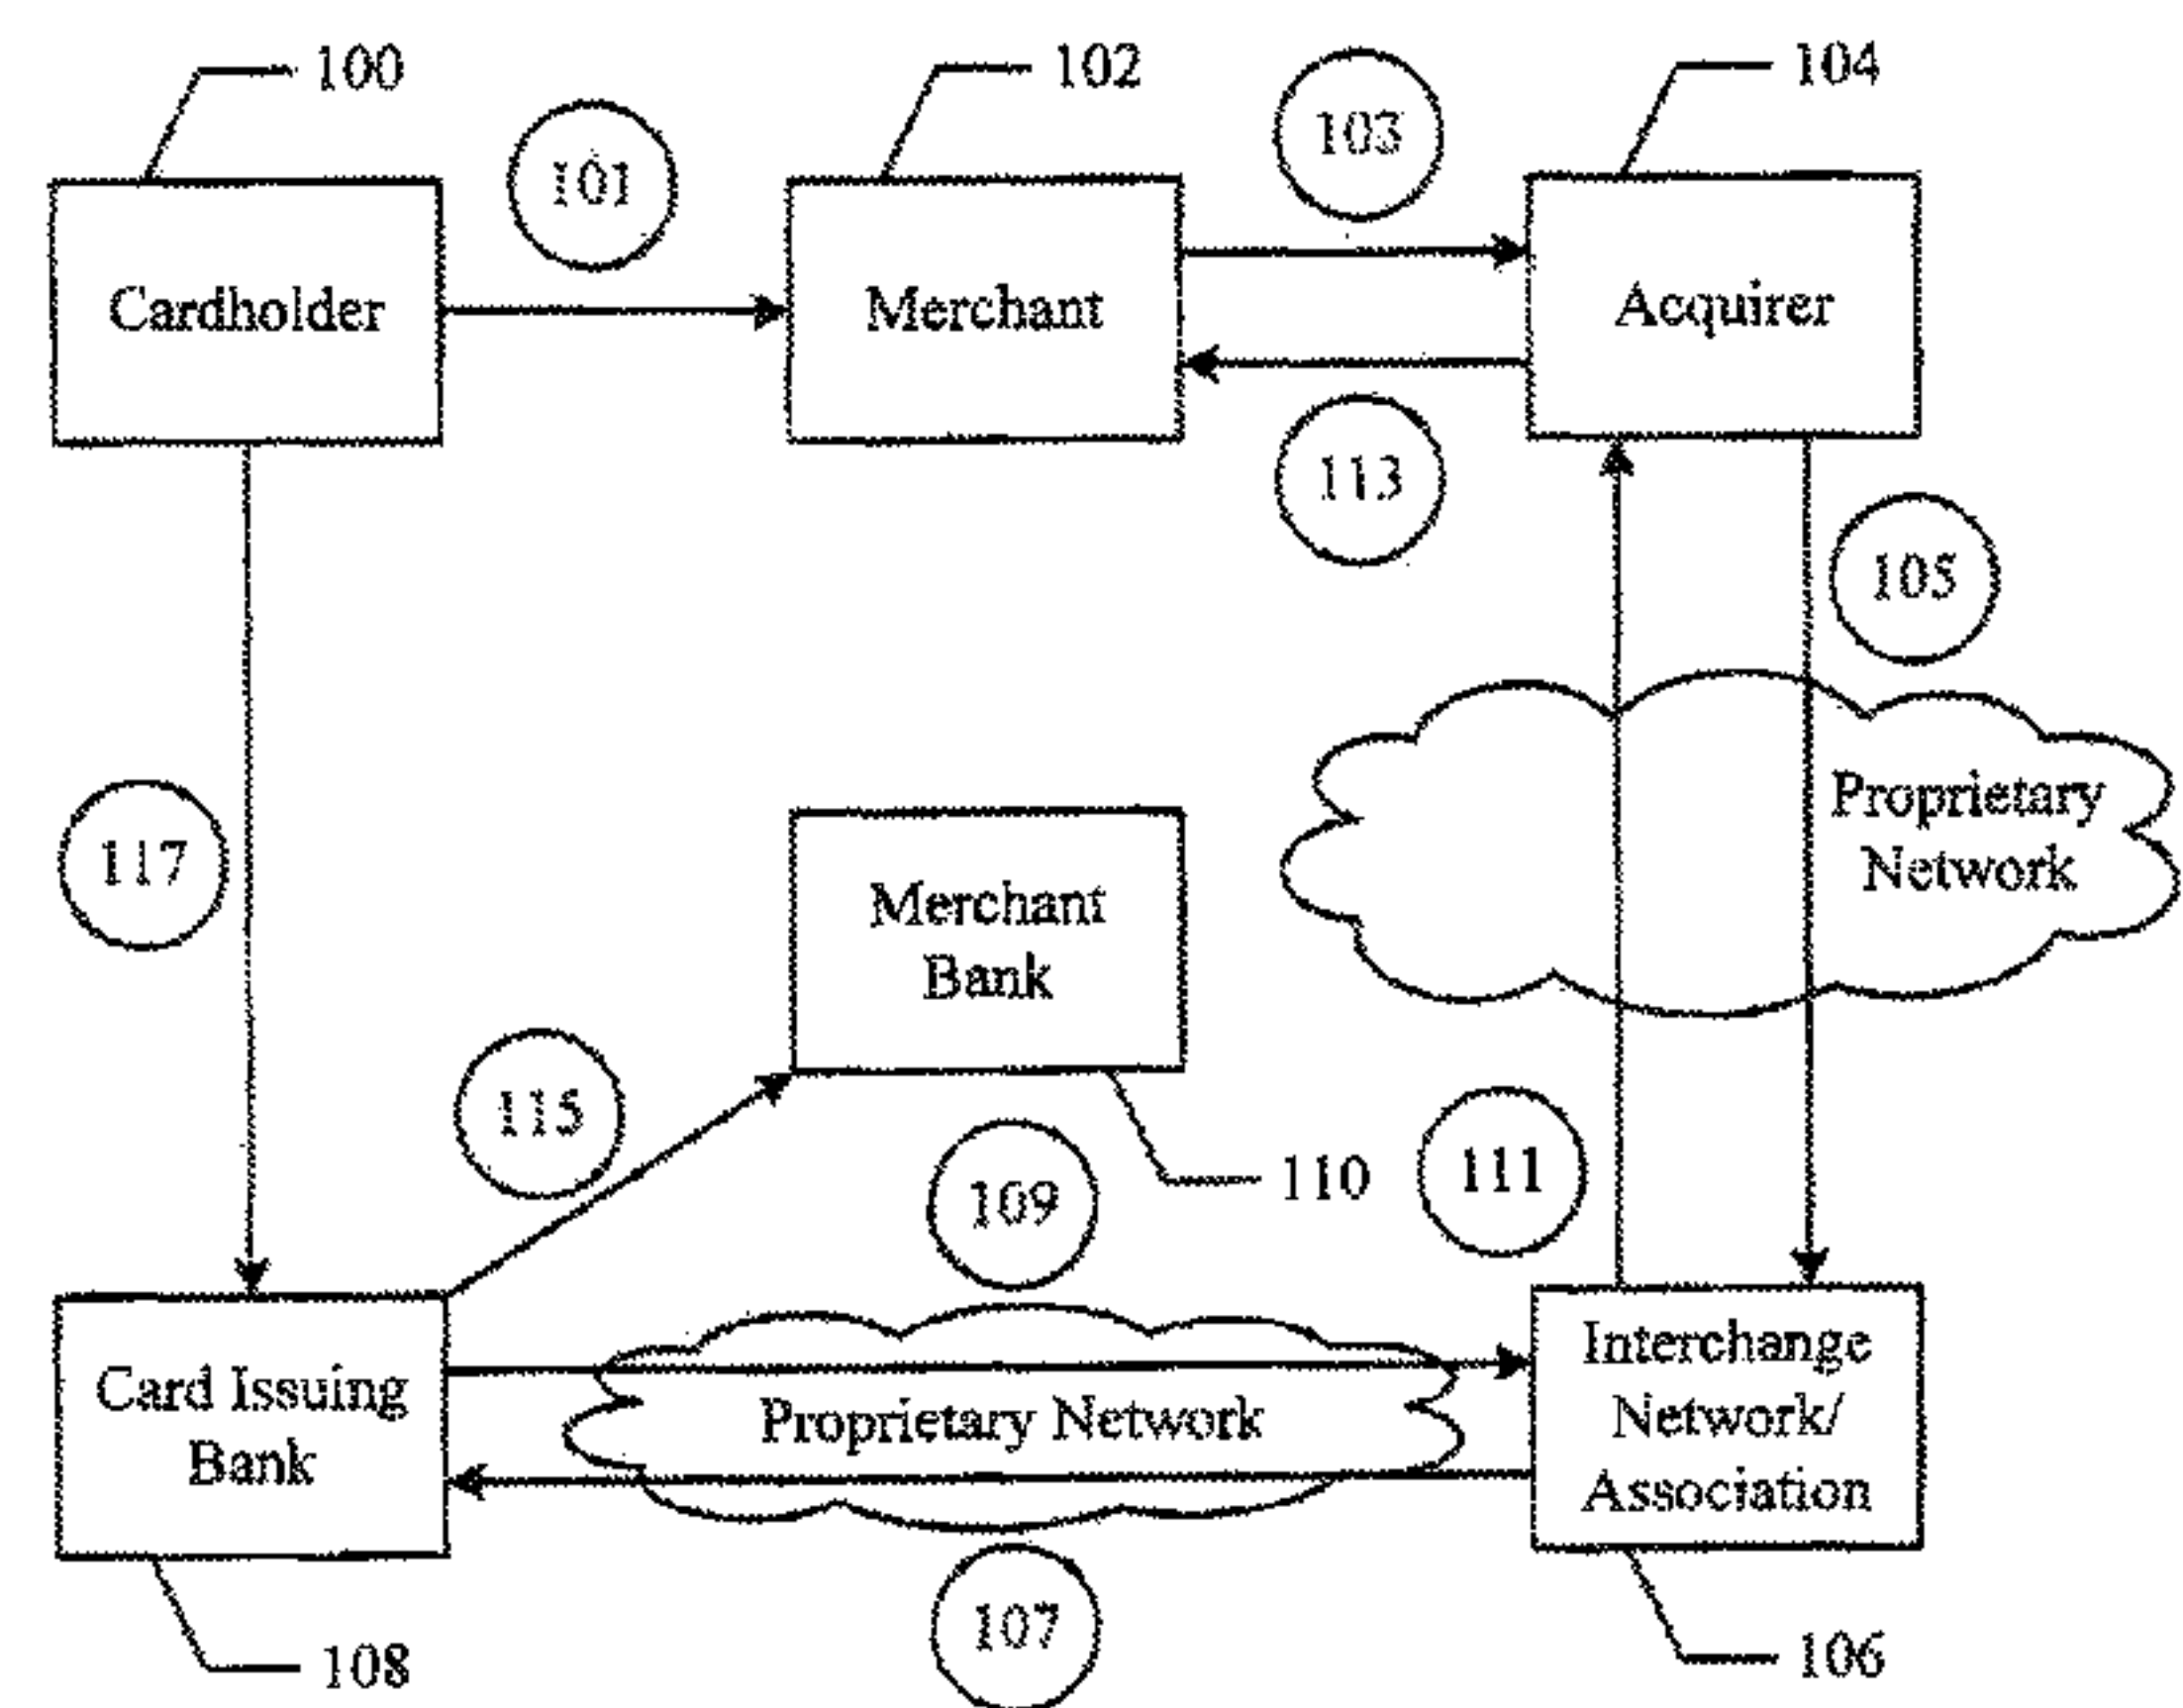 100
102
104
101
103
Cardholder
Merchant
Acquirer
113
105
Proprietary
Network
117
Merchant
Bank
115
109
110
111
Card Issuing
Bank
Proprietary Network
Interchange
Network/
Association
108
107
106